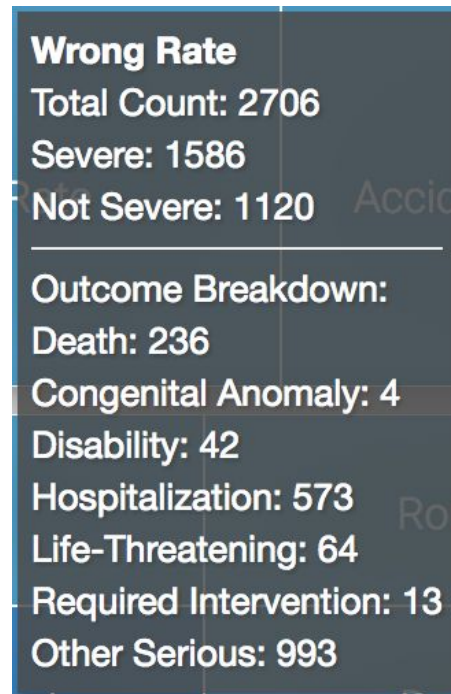 Wrong Rate
Total Count: 2706
Severe: 1586
Not Severe: 1120
Outcome Breakdown:
Death: 236
Congenital Anomaly: 4
Disability: 42
Hospitalization: 573
Life-Threatening: 64
Required Intervention: 13
Other Serious: 993